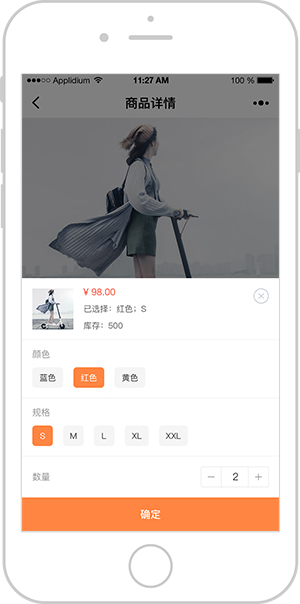 Applidium 11:27 AM 100 %
商品详情
¥ 98.00
已选择：红色；S
库存：500
颜色
蓝色 红色 黄色
规格
S M L XL XXL
数量 2
确定